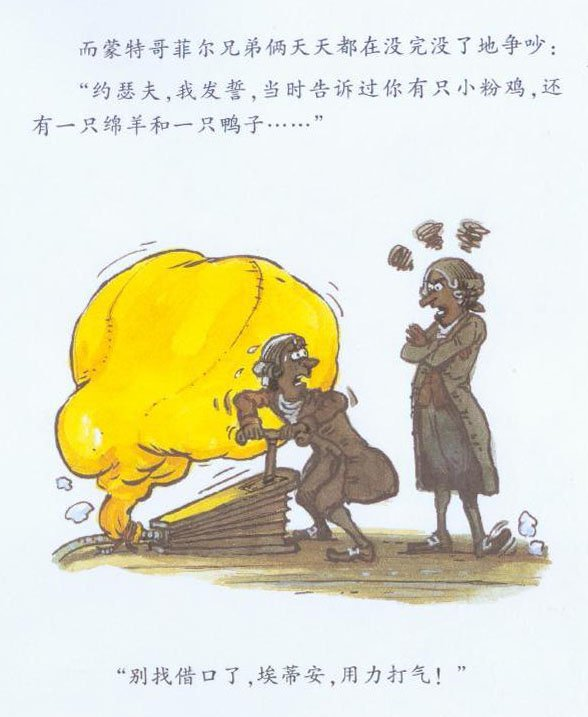 而蒙特哥菲尔兄弟俩天天都在没完没了地争吵：
“约瑟夫，我发誓，当时告诉过你有只小粉鸡，还
有一只绵羊和一只鸭子……”
“别找借口了，埃蒂安，用力打气！”